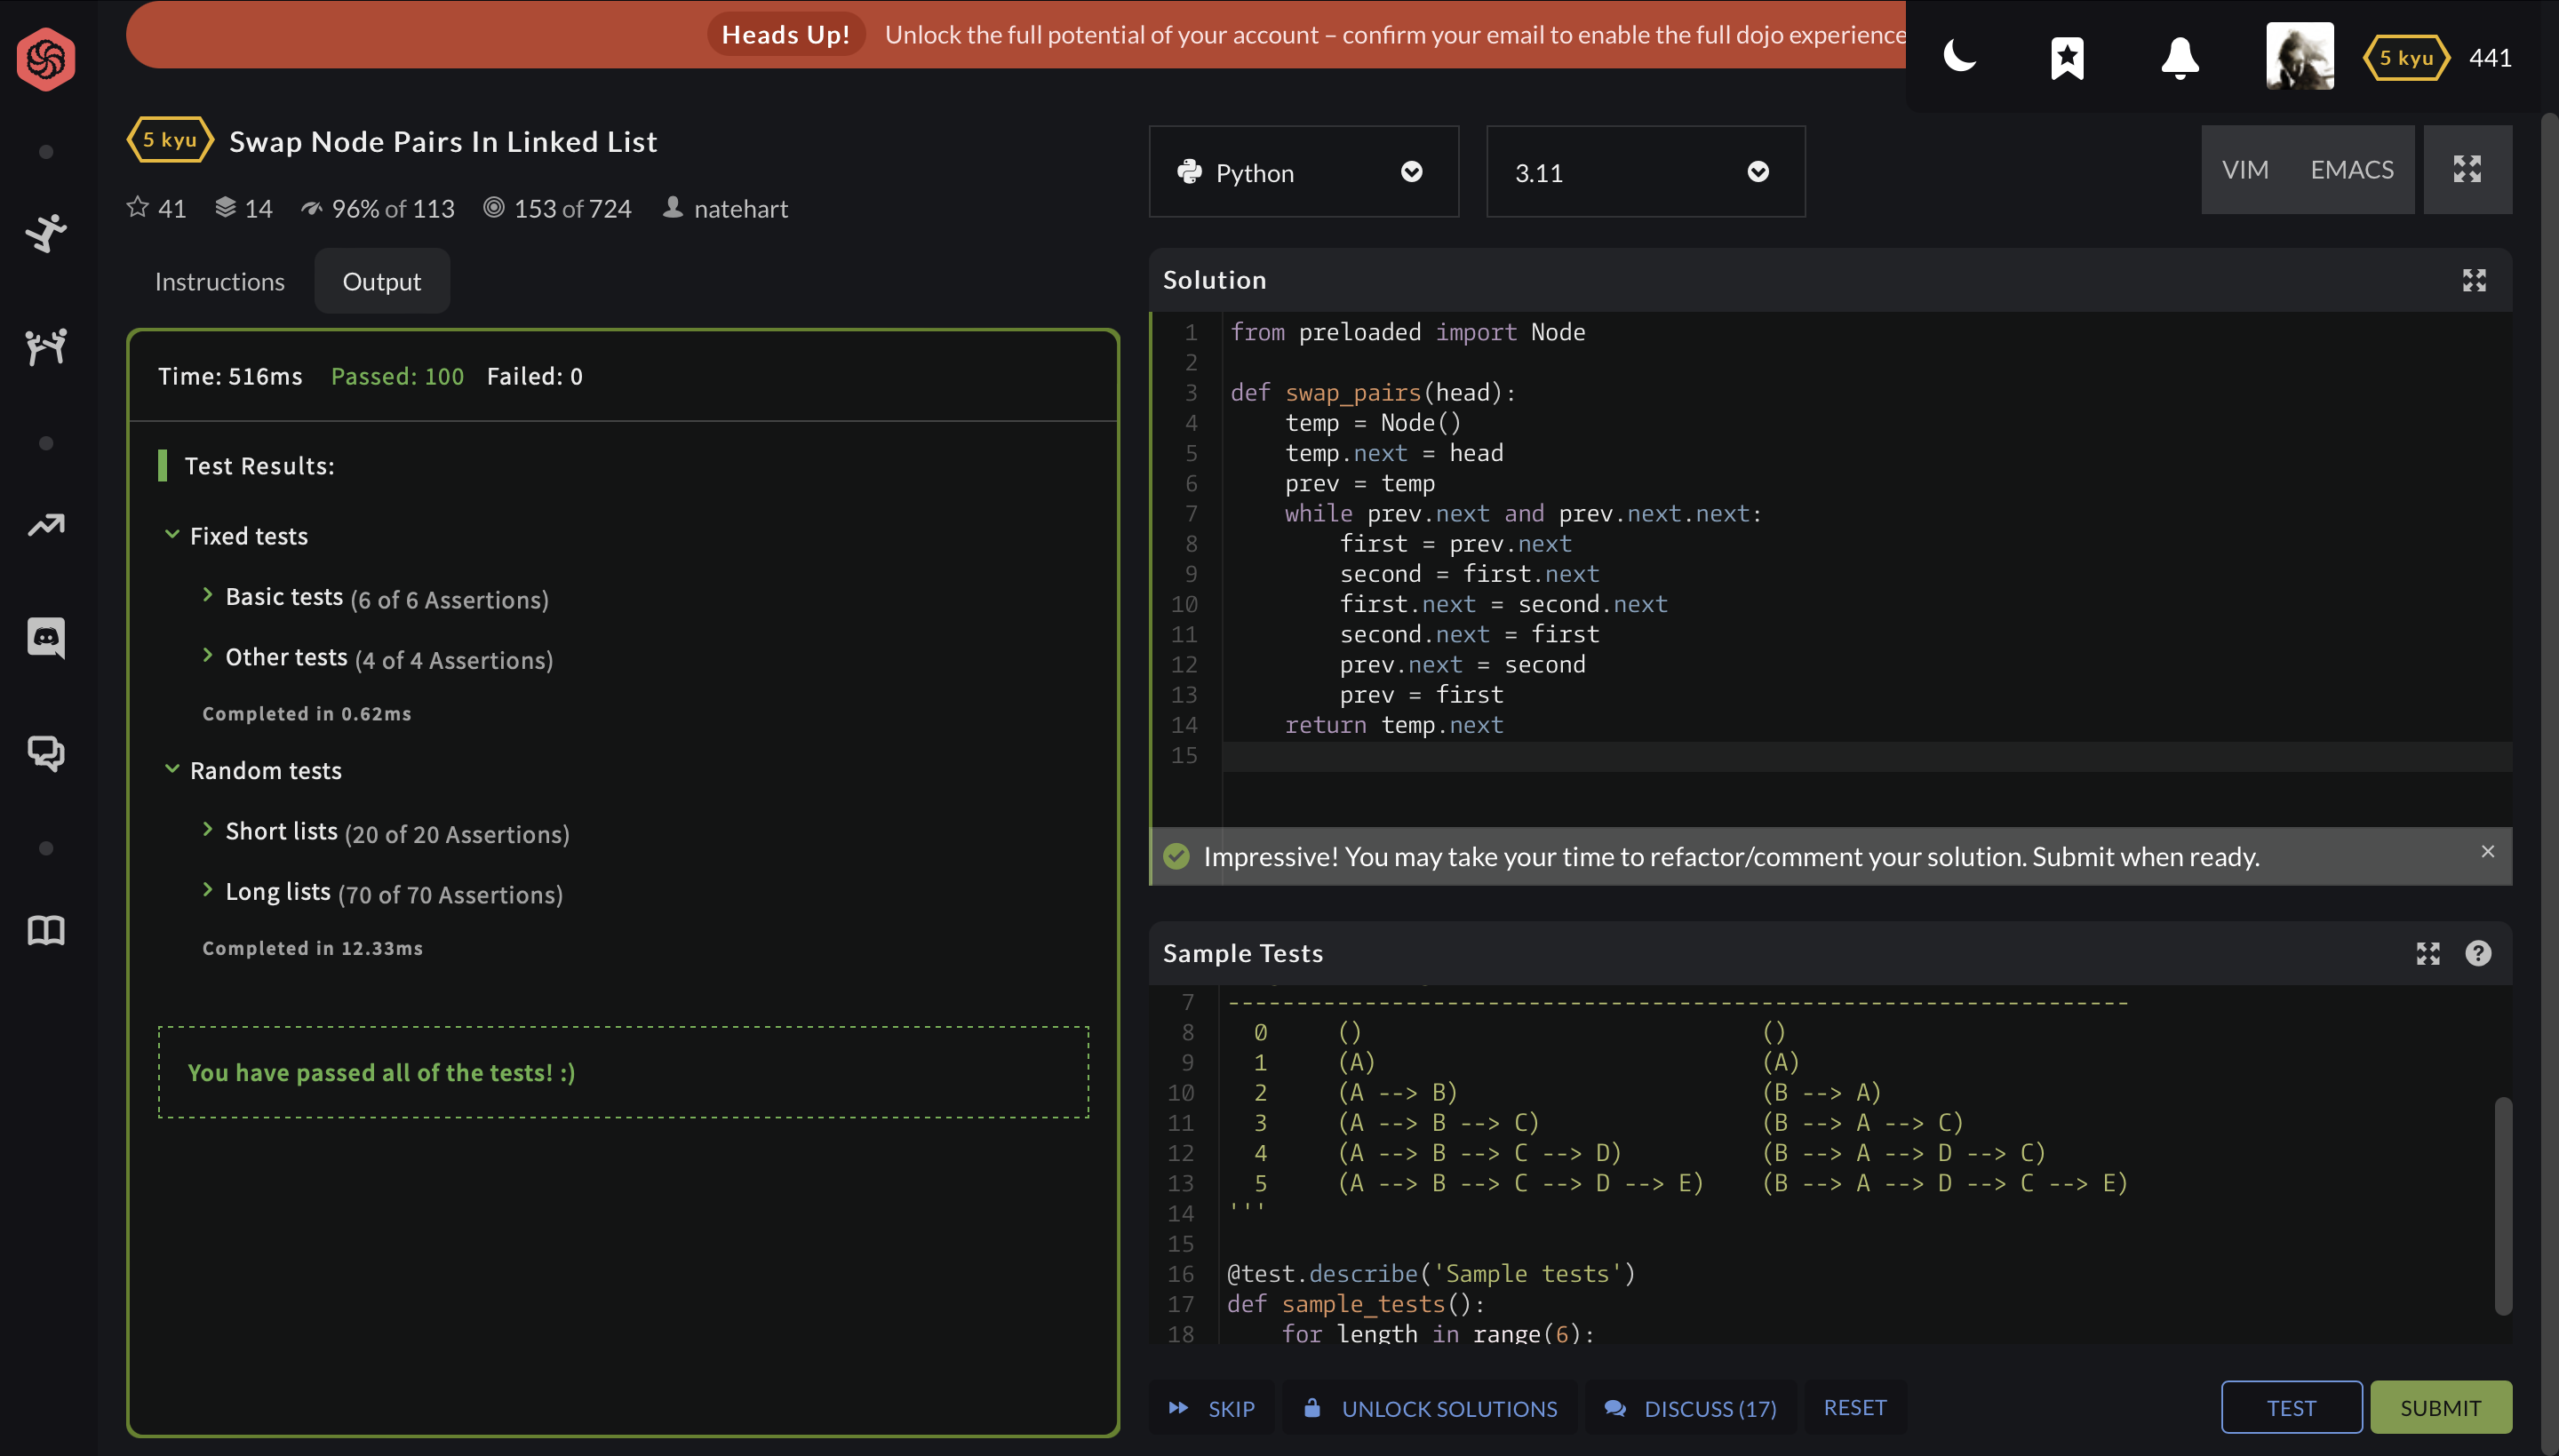 Heads Up! Unlock the full potential of your account – confirm your email to enable the full dojo experience
5 kyu 441
5 kyu Swap Node Pairs In Linked List
41 14 96% of 113 153 of 724 natehart
Instructions Output
Time: 516ms Passed: 100 Failed: 0
Test Results:
Fixed tests
Basic tests (6 of 6 Assertions)
Other tests (4 of 4 Assertions)
Completed in 0.62ms
Random tests
Short lists (20 of 20 Assertions)
Long lists (70 of 70 Assertions)
Completed in 12.33ms
You have passed all of the tests! :)
Python 3.11 VIM EMACS
Solution
1 from preloaded import Node
2
3 def swap_pairs(head):
4     temp = Node()
5     temp.next = head
6     prev = temp
7     while prev.next and prev.next.next:
8         first = prev.next
9         second = first.next
10         first.next = second.next
11         second.next = first
12         prev.next = second
13         prev = first
14     return temp.next
15
Impressive! You may take your time to refactor/comment your solution. Submit when ready. ×
Sample Tests ?
7 ------------------------------------------------------------------
8   0     ()                             ()
9   1     (A)                            (A)
10   2     (A --> B)                      (B --> A)
11   3     (A --> B --> C)                (B --> A --> C)
12   4     (A --> B --> C --> D)          (B --> A --> D --> C)
13   5     (A --> B --> C --> D --> E)    (B --> A --> D --> C --> E)
14 '''
15
16 @test.describe('Sample tests')
17 def sample_tests():
18     for length in range(6):
SKIP UNLOCK SOLUTIONS DISCUSS (17) RESET TEST SUBMIT